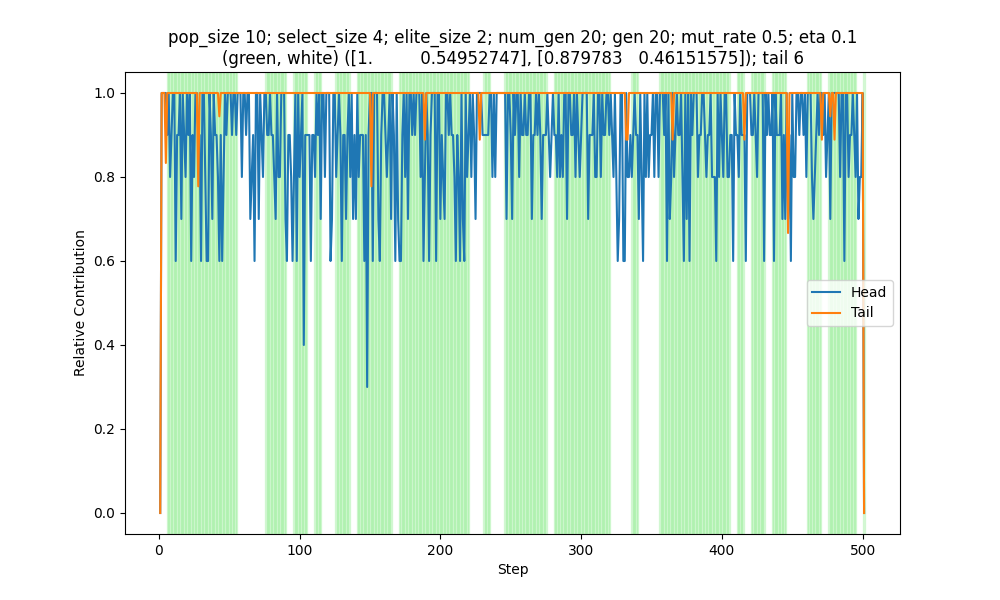 pop_size 10; select_size 4; elite_size 2; num_gen 20; gen 20; mut_rate 0.5; eta 0.1
(green, white) ([1.          0.54952747], [0.879783   0.46151575]); tail 6
Relative Contribution
1.0
0.8
0.6
0.4
0.2
0.0
Head
Tail
0
100
200
300
400
500
Step